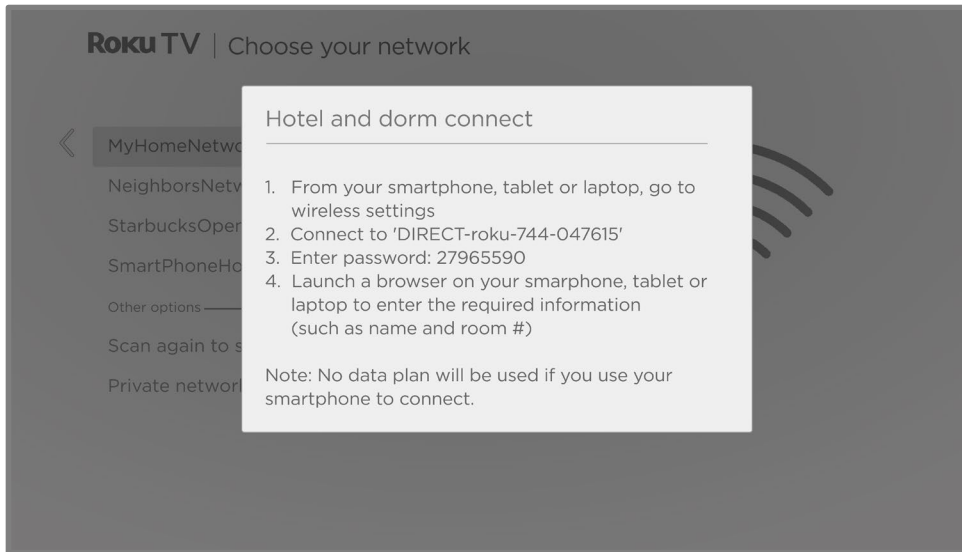 Roku TV | Choose your network
Hotel and dorm connect
MyHomeNetwo
NeighborsNetw
StarbucksOper
SmartPhoneHo
Other options
Scan again to s
Private networ
1. From your smartphone, tablet or laptop, go to
wireless settings
2. Connect to 'DIRECT-roku-744-047615'
3. Enter password: 27965590
4. Launch a browser on your smarphone, tablet or
laptop to enter the required information
(such as name and room #)
Note: No data plan will be used if you use your
smartphone to connect.